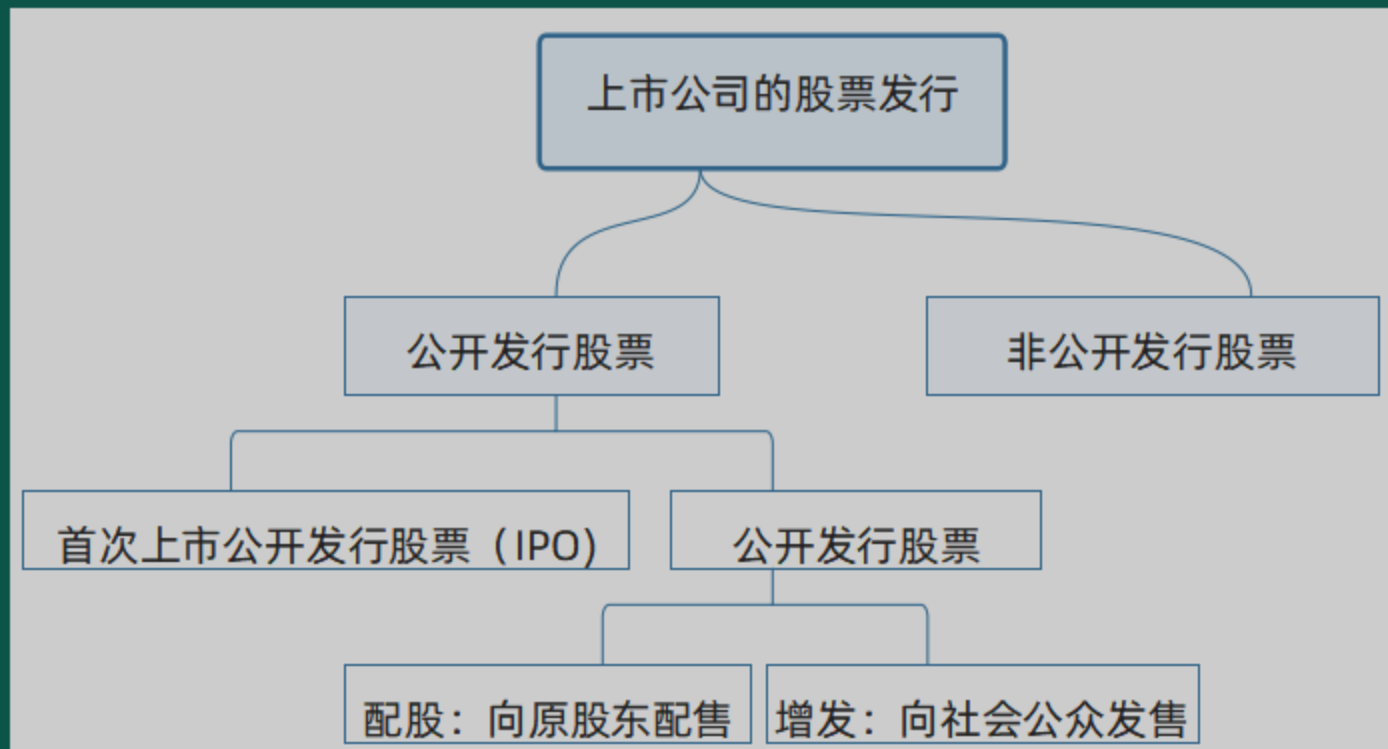 上市公司的股票发行
公开发行股票
非公开发行股票
首次上市公开发行股票（IPO)
公开发行股票
配股：向原股东配售
增发：向社会公众发售